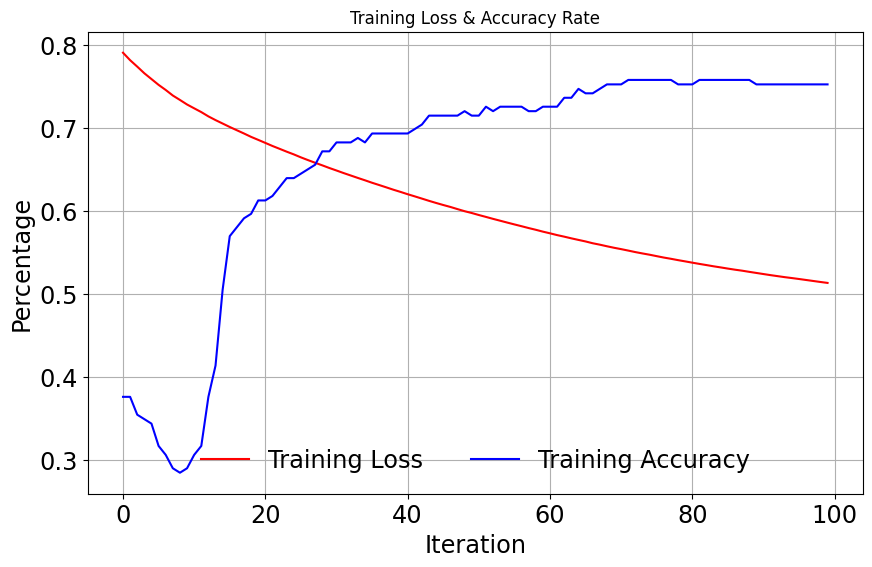 Training Loss & Accuracy Rate
Percentage
0.8
0.7
0.6
0.5
0.4
0.3
Training Loss
Training Accuracy
0 20 40 60 80 100
Iteration